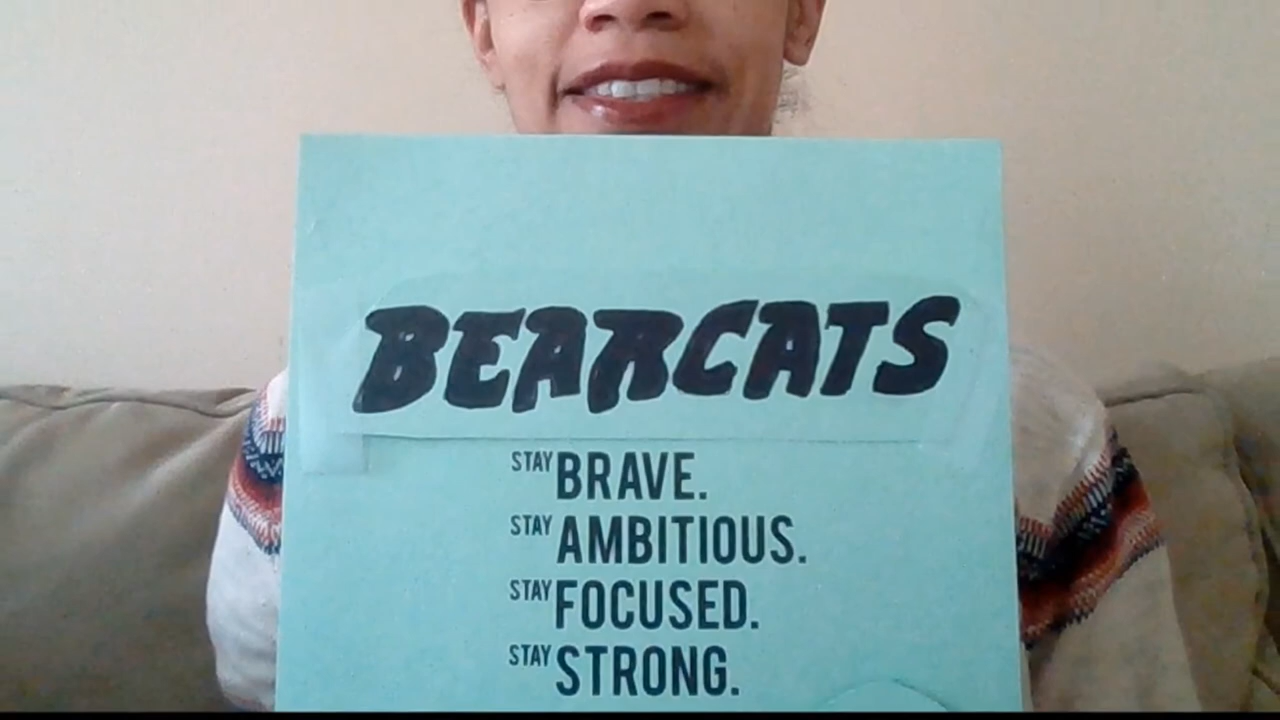 BEARCATS
STAY BRAVE.
STAY AMBITIOUS.
STAY FOCUSED.
STAY STRONG.